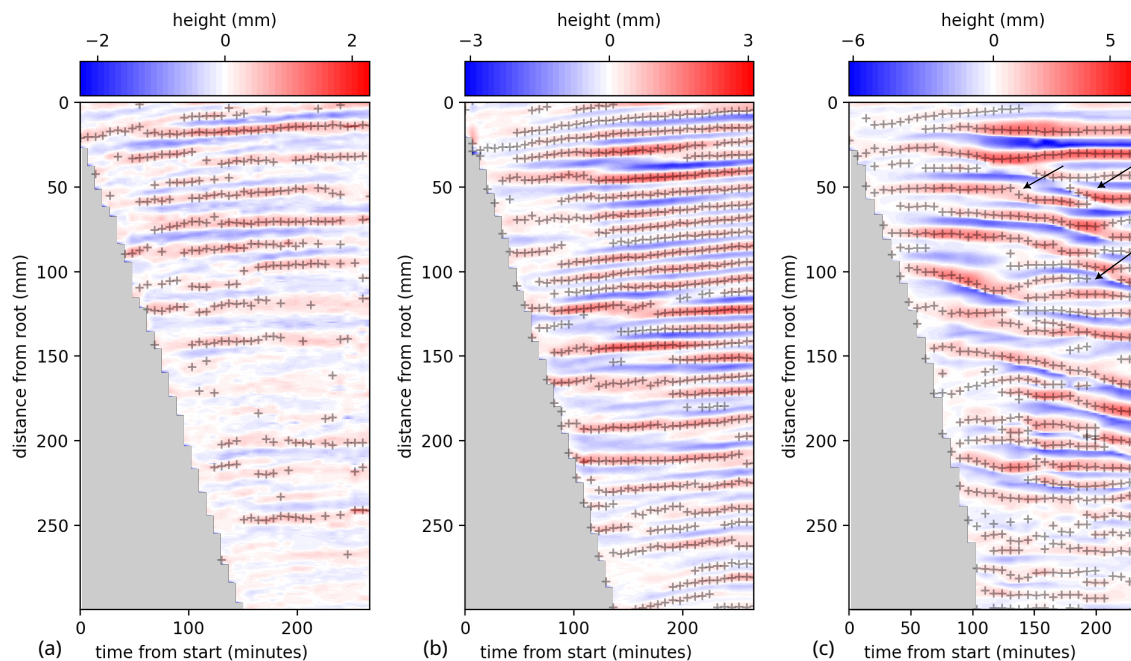 height (mm) height (mm) height (mm)
−2 0 2 −3 0 3 −6 0 5
0 0 0
50 50 50
100 100 100
150 150 150
200 200 200
250 250 250
distance from root (mm) distance from root (mm) distance from root (mm)
0 100 200 0 100 200 0 50 100 150 200
(a) time from start (minutes) (b) time from start (minutes) (c) time from start (minutes)